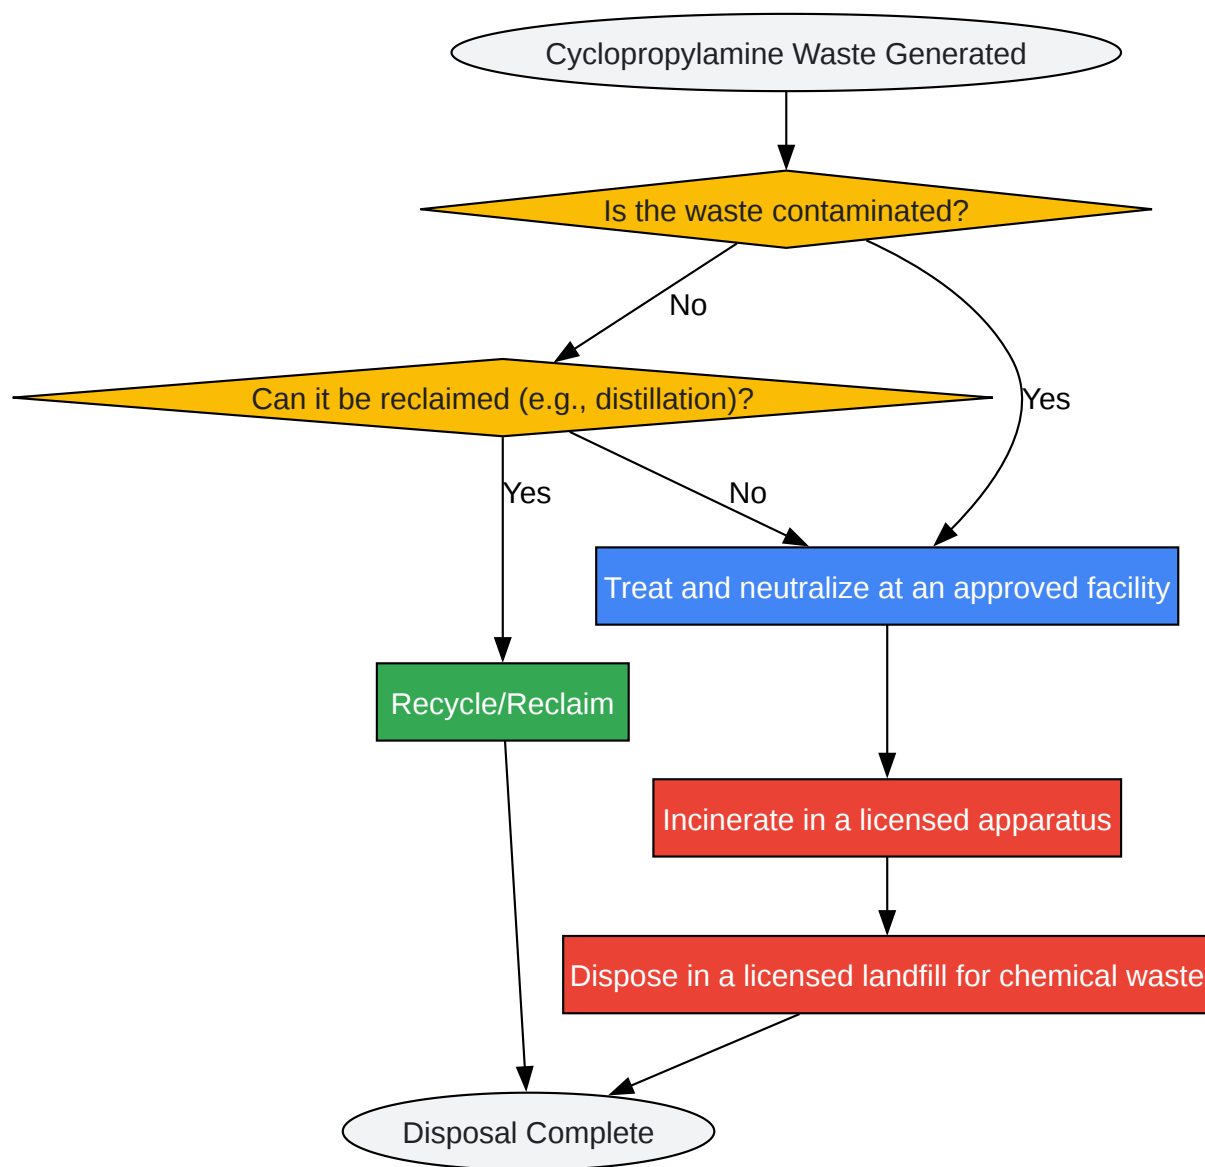 Cyclopropylamine Waste Generated
Is the waste contaminated?
No
Can it be reclaimed (e.g., distillation)?
Yes
Yes
No
Treat and neutralize at an approved facility
Recycle/Reclaim
Incinerate in a licensed apparatus
Dispose in a licensed landfill for chemical waste
Disposal Complete